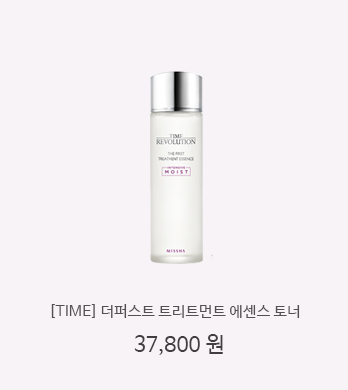 TIME
REVOLUTION
THE FIRST
TREATMENT ESSENCE
INTENSIVE
MOIST
MISSHA
[TIME] 더퍼스트 트리트먼트 에센스 토너
37,800 원